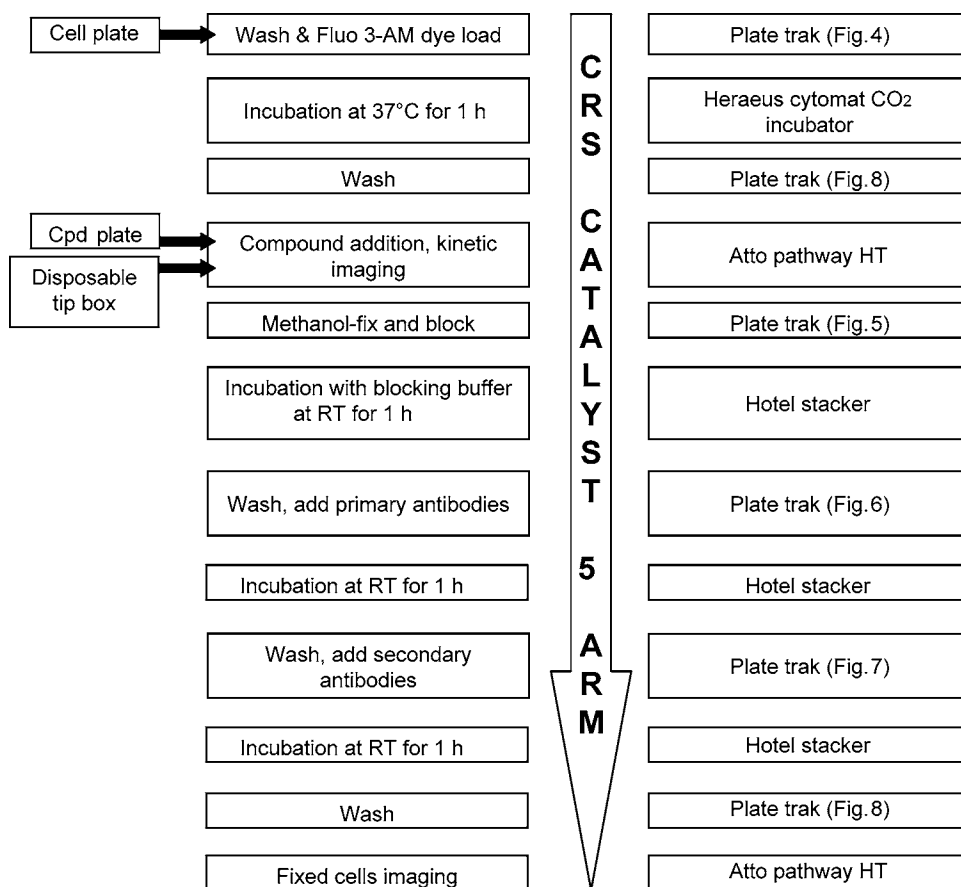 Cell plate
Wash & Fluo 3-AM dye load
Plate trak (Fig.4)
Incubation at 37°C for 1 h
Heraeus cytomat CO2
incubator
Wash
Plate trak (Fig.8)
Cpd plate
Disposable
tip box
Compound addition, kinetic
imaging
Atto pathway HT
Methanol-fix and block
Plate trak (Fig.5)
Incubation with blocking buffer
at RT for 1 h
Hotel stacker
Wash, add primary antibodies
Plate trak (Fig.6)
Incubation at RT for 1 h
Hotel stacker
Wash, add secondary
antibodies
Plate trak (Fig.7)
Incubation at RT for 1 h
Hotel stacker
Wash
Plate trak (Fig.8)
Fixed cells imaging
Atto pathway HT
CRS CATALYST 5 ARM